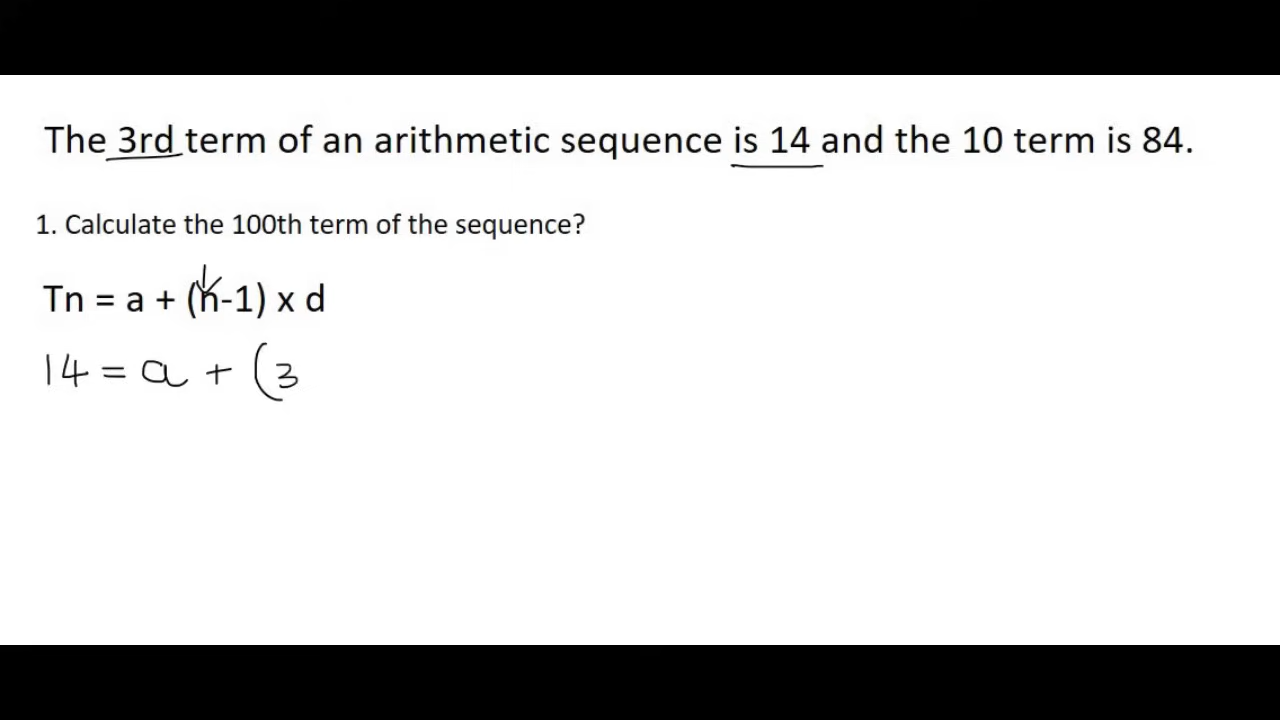 The 3rd term of an arithmetic sequence is 14 and the 10 term is 84.
1. Calculate the 100th term of the sequence?
Tn = a + (n-1) x d
14 = a + (3